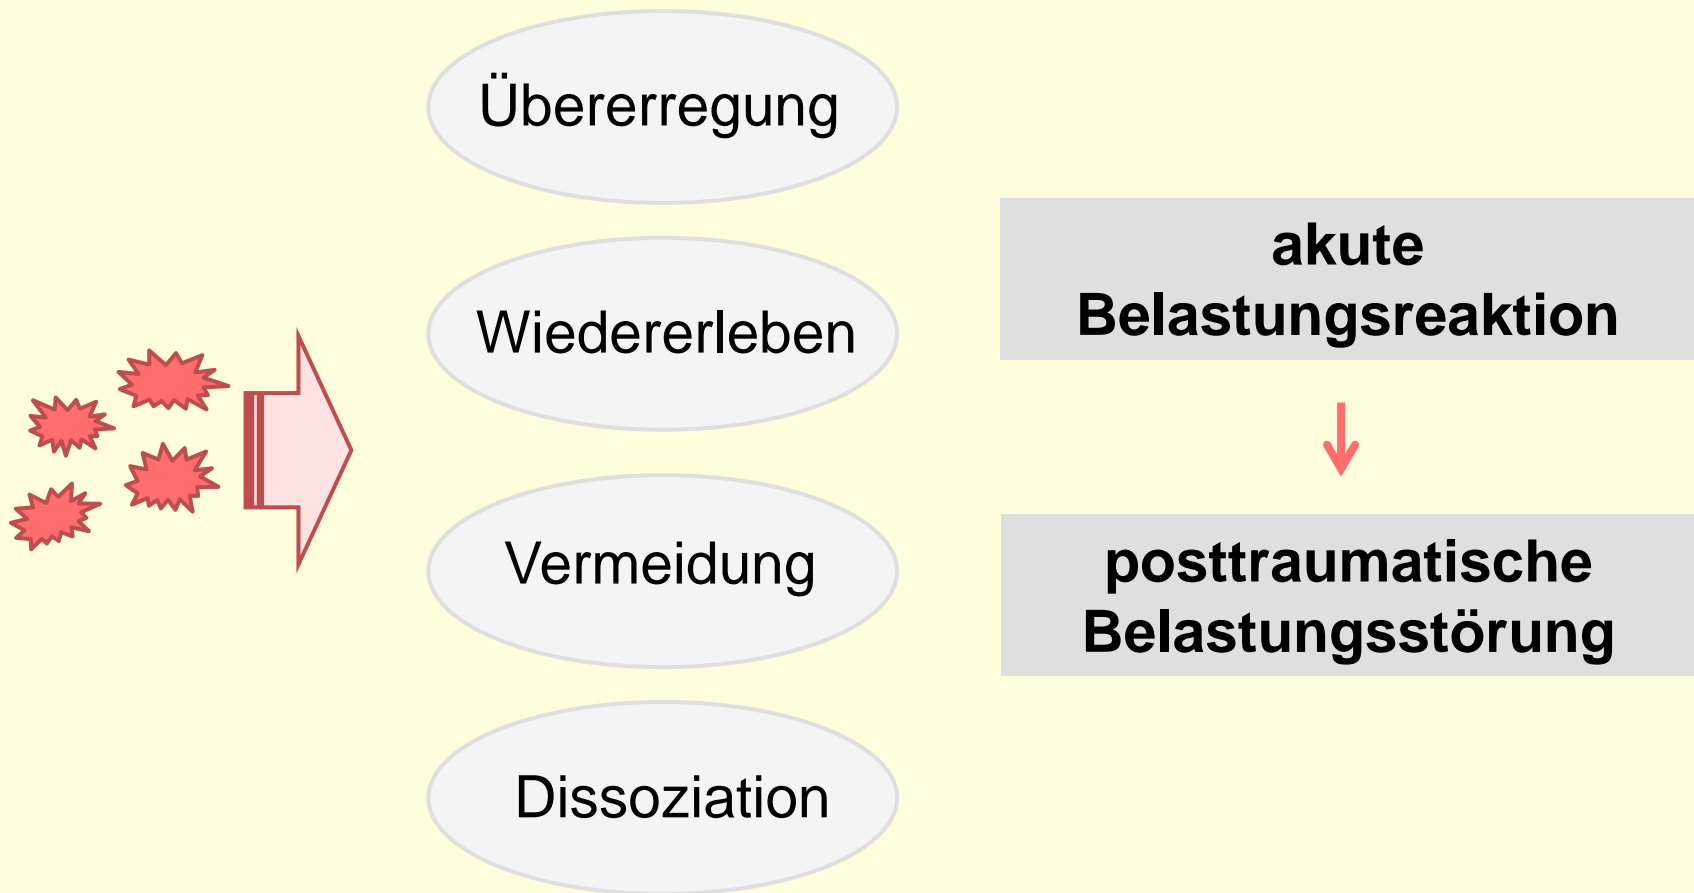 Übererregung
Wiedererleben
Vermeidung
Dissoziation
akute
Belastungsreaktion
posttraumatische
Belastungsstörung